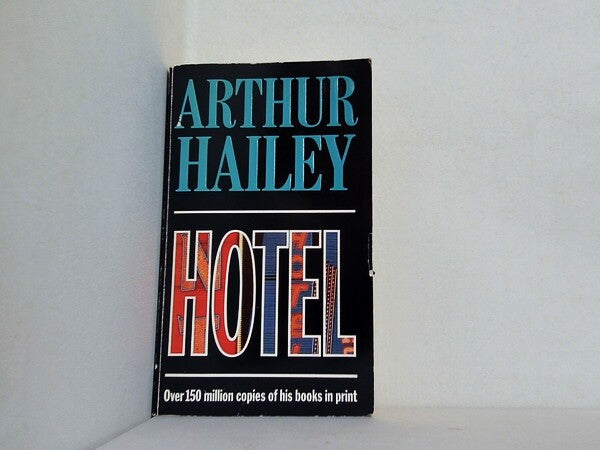 ARTHUR
HAILEY
HOTEL
Over 150 million copies of his books in print